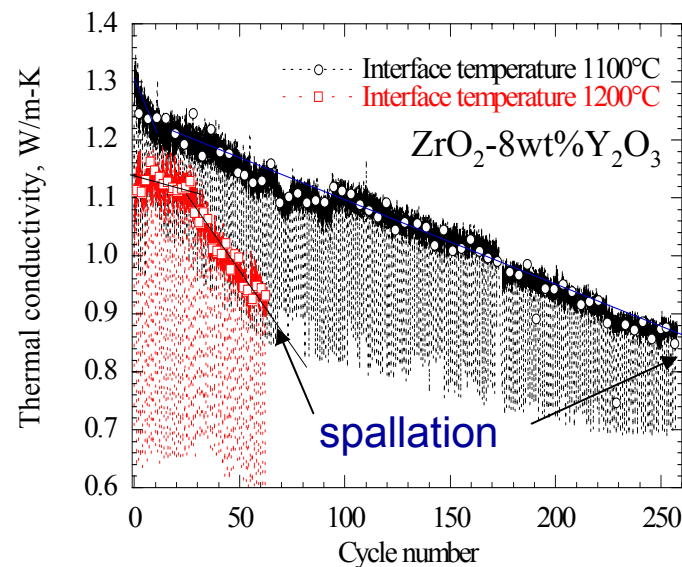 1.4
1.3
1.2
1.1
1.0
0.9
0.8
0.7
0.6
Thermal conductivity, W/m-K
Interface temperature 1100°C
Interface temperature 1200°C
ZrO₂-8wt%Y₂O₃
spallation
0 50 100 150 200 250
Cycle number